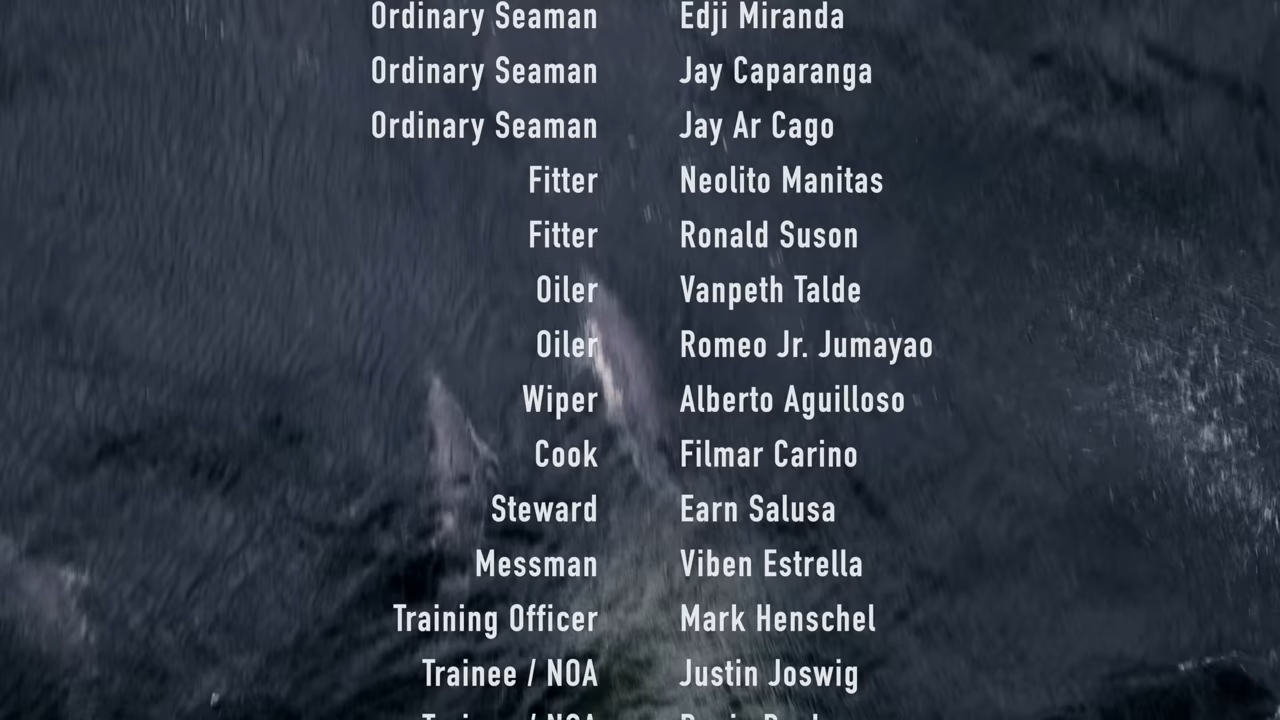 Ordinary Seaman Edji Miranda
Ordinary Seaman Jay Caparanga
Ordinary Seaman Jay Ar Cago
Fitter Neolito Manitas
Fitter Ronald Suson
Oiler Vanpeth Talde
Oiler Romeo Jr. Jumayao
Wiper Alberto Aguilloso
Cook Filmar Carino
Steward Earn Salusa
Messman Viben Estrella
Training Officer Mark Henschel
Trainee / NOA Justin Joswig
Trainee / NOA